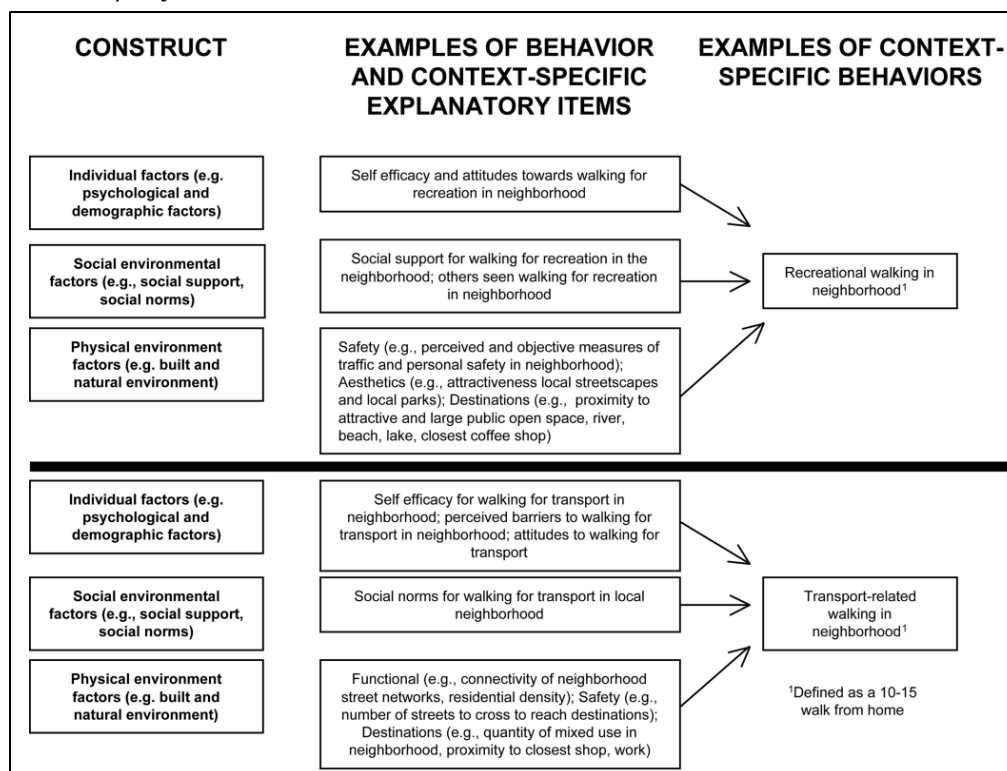 CONSTRUCT
EXAMPLES OF BEHAVIOR
AND CONTEXT-SPECIFIC
EXPLANATORY ITEMS
EXAMPLES OF CONTEXT-
SPECIFIC BEHAVIORS
Individual factors (e.g.
psychological and
demographic factors)
Self efficacy and attitudes towards walking for
recreation in neighborhood
Social environmental
factors (e.g., social support,
social norms)
Social support for walking for recreation in the
neighborhood; others seen walking for recreation
in neighborhood
Recreational walking in
neighborhood¹
Physical environment
factors (e.g. built and
natural environment)
Safety (e.g., perceived and objective measures of
traffic and personal safety in neighborhood);
Aesthetics (e.g., attractiveness local streetscapes
and local parks); Destinations (e.g., proximity to
attractive and large public open space, river,
beach, lake, closest coffee shop)
Individual factors (e.g.
psychological and
demographic factors)
Self efficacy for walking for transport in
neighborhood; perceived barriers to walking for
transport in neighborhood; attitudes to walking for
transport
Social environmental
factors (e.g., social support,
social norms)
Social norms for walking for transport in local
neighborhood
Transport-related
walking in
neighborhood¹
Physical environment
factors (e.g. built and
natural environment)
Functional (e.g., connectivity of neighborhood
street networks, residential density); Safety (e.g.,
number of streets to cross to reach destinations);
Destinations (e.g., quantity of mixed use in
neighborhood, proximity to closest shop, work)
¹Defined as a 10-15
walk from home